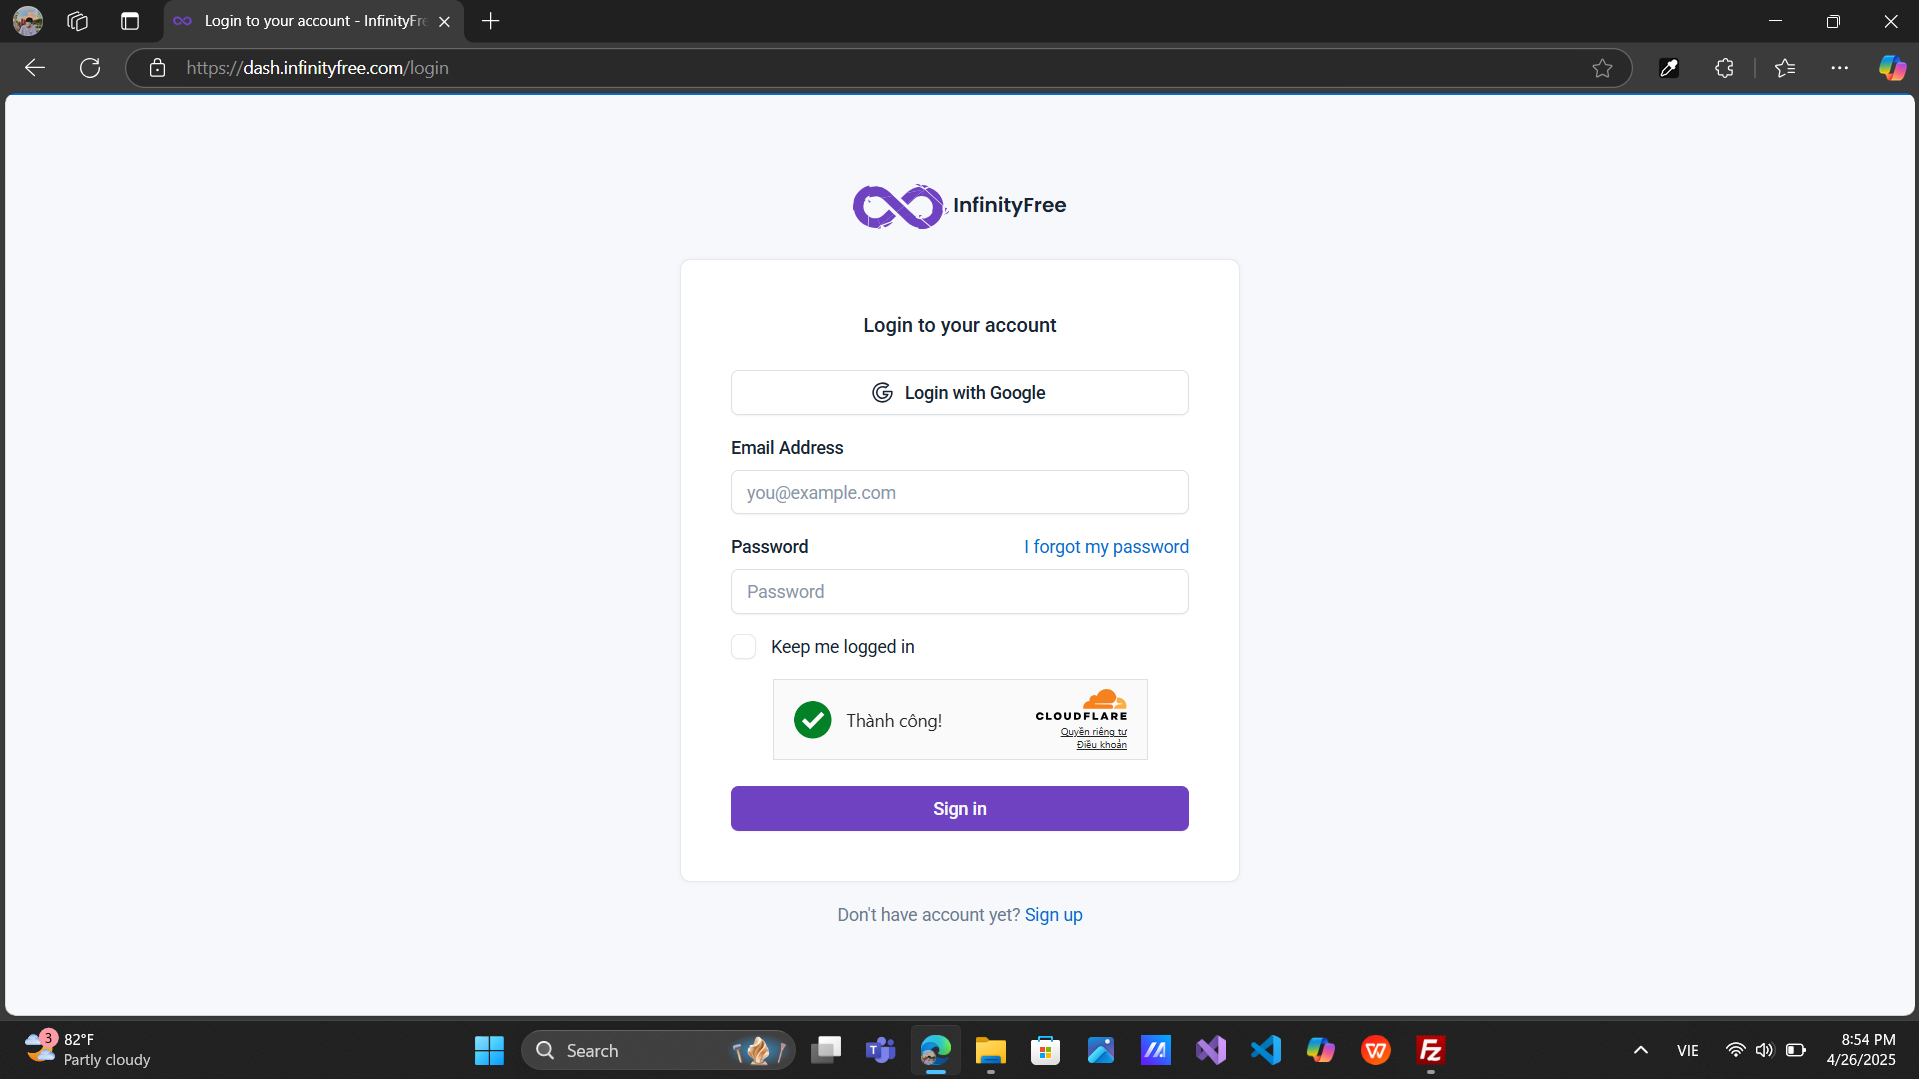 Login to your account - InfinityFre
https://dash.infinityfree.com/login
InfinityFree
Login to your account
Login with Google
Email Address
you@example.com
Password
I forgot my password
Password
Keep me logged in
Thành công!
CLOUDFLARE
Quyền riêng tư
Điều khoản
Sign in
Don't have account yet? Sign up
3
82°F
Partly cloudy
Search
VIE
8:54 PM
4/26/2025